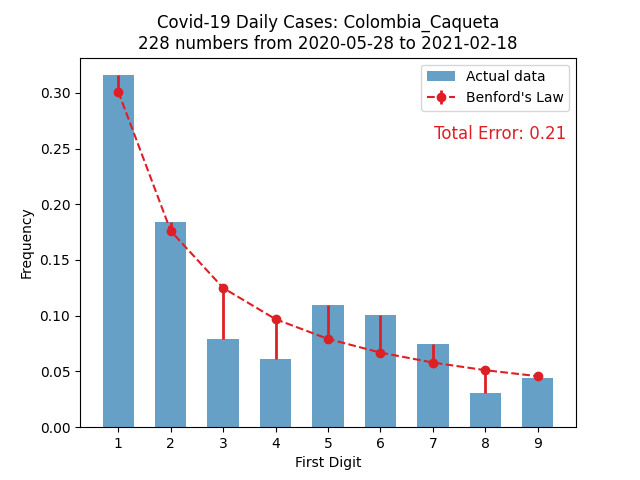 Covid-19 Daily Cases: Colombia_Caqueta
228 numbers from 2020-05-28 to 2021-02-18
Actual data
Benford's Law
Total Error: 0.21
Frequency
0.30
0.25
0.20
0.15
0.10
0.05
0.00
1 2 3 4 5 6 7 8 9
First Digit